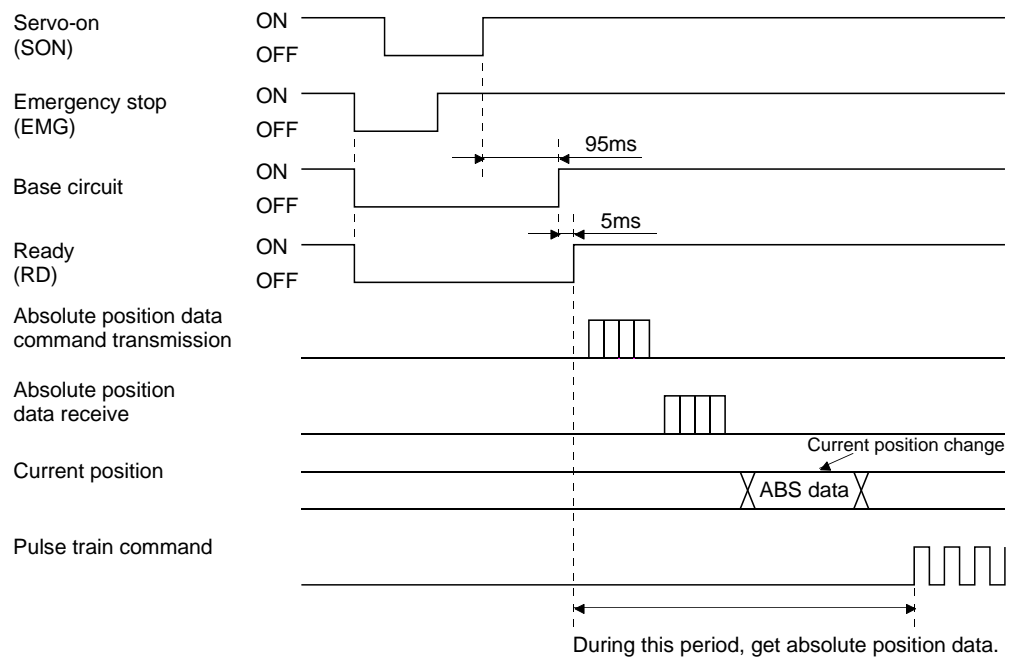 Servo-on
(SON)
ON
OFF
Emergency stop
(EMG)
ON
OFF
95ms
Base circuit
ON
OFF
5ms
Ready
(RD)
ON
OFF
Absolute position data
command transmission
Absolute position
data receive
Current position change
Current position
ABS data
Pulse train command
During this period, get absolute position data.